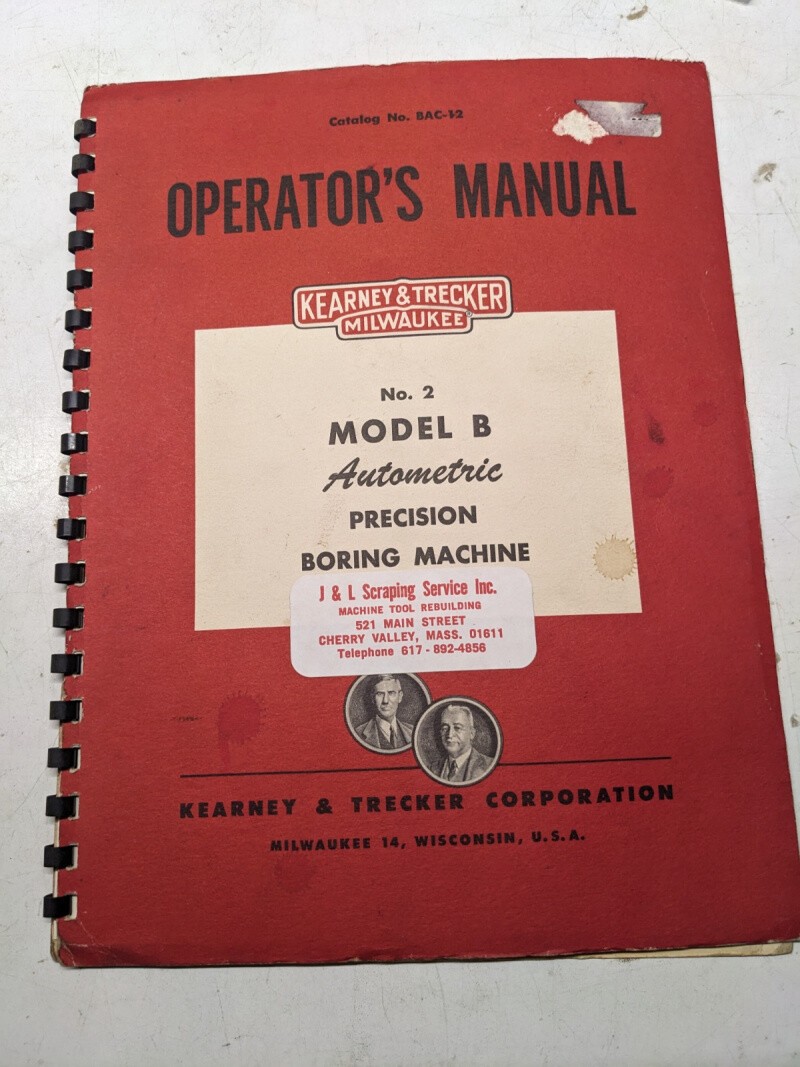 Catalog No. BAC-12
OPERATOR'S MANUAL
KEARNEY & TRECKER
MILWAUKEE®
No. 2
MODEL B
Autometric
PRECISION
BORING MACHINE
J & L Scraping Service Inc.
MACHINE TOOL REBUILDING
521 MAIN STREET
CHERRY VALLEY, MASS. 01611
Telephone 617-892-4856
KEARNEY & TRECKER CORPORATION
MILWAUKEE 14, WISCONSIN, U.S.A.